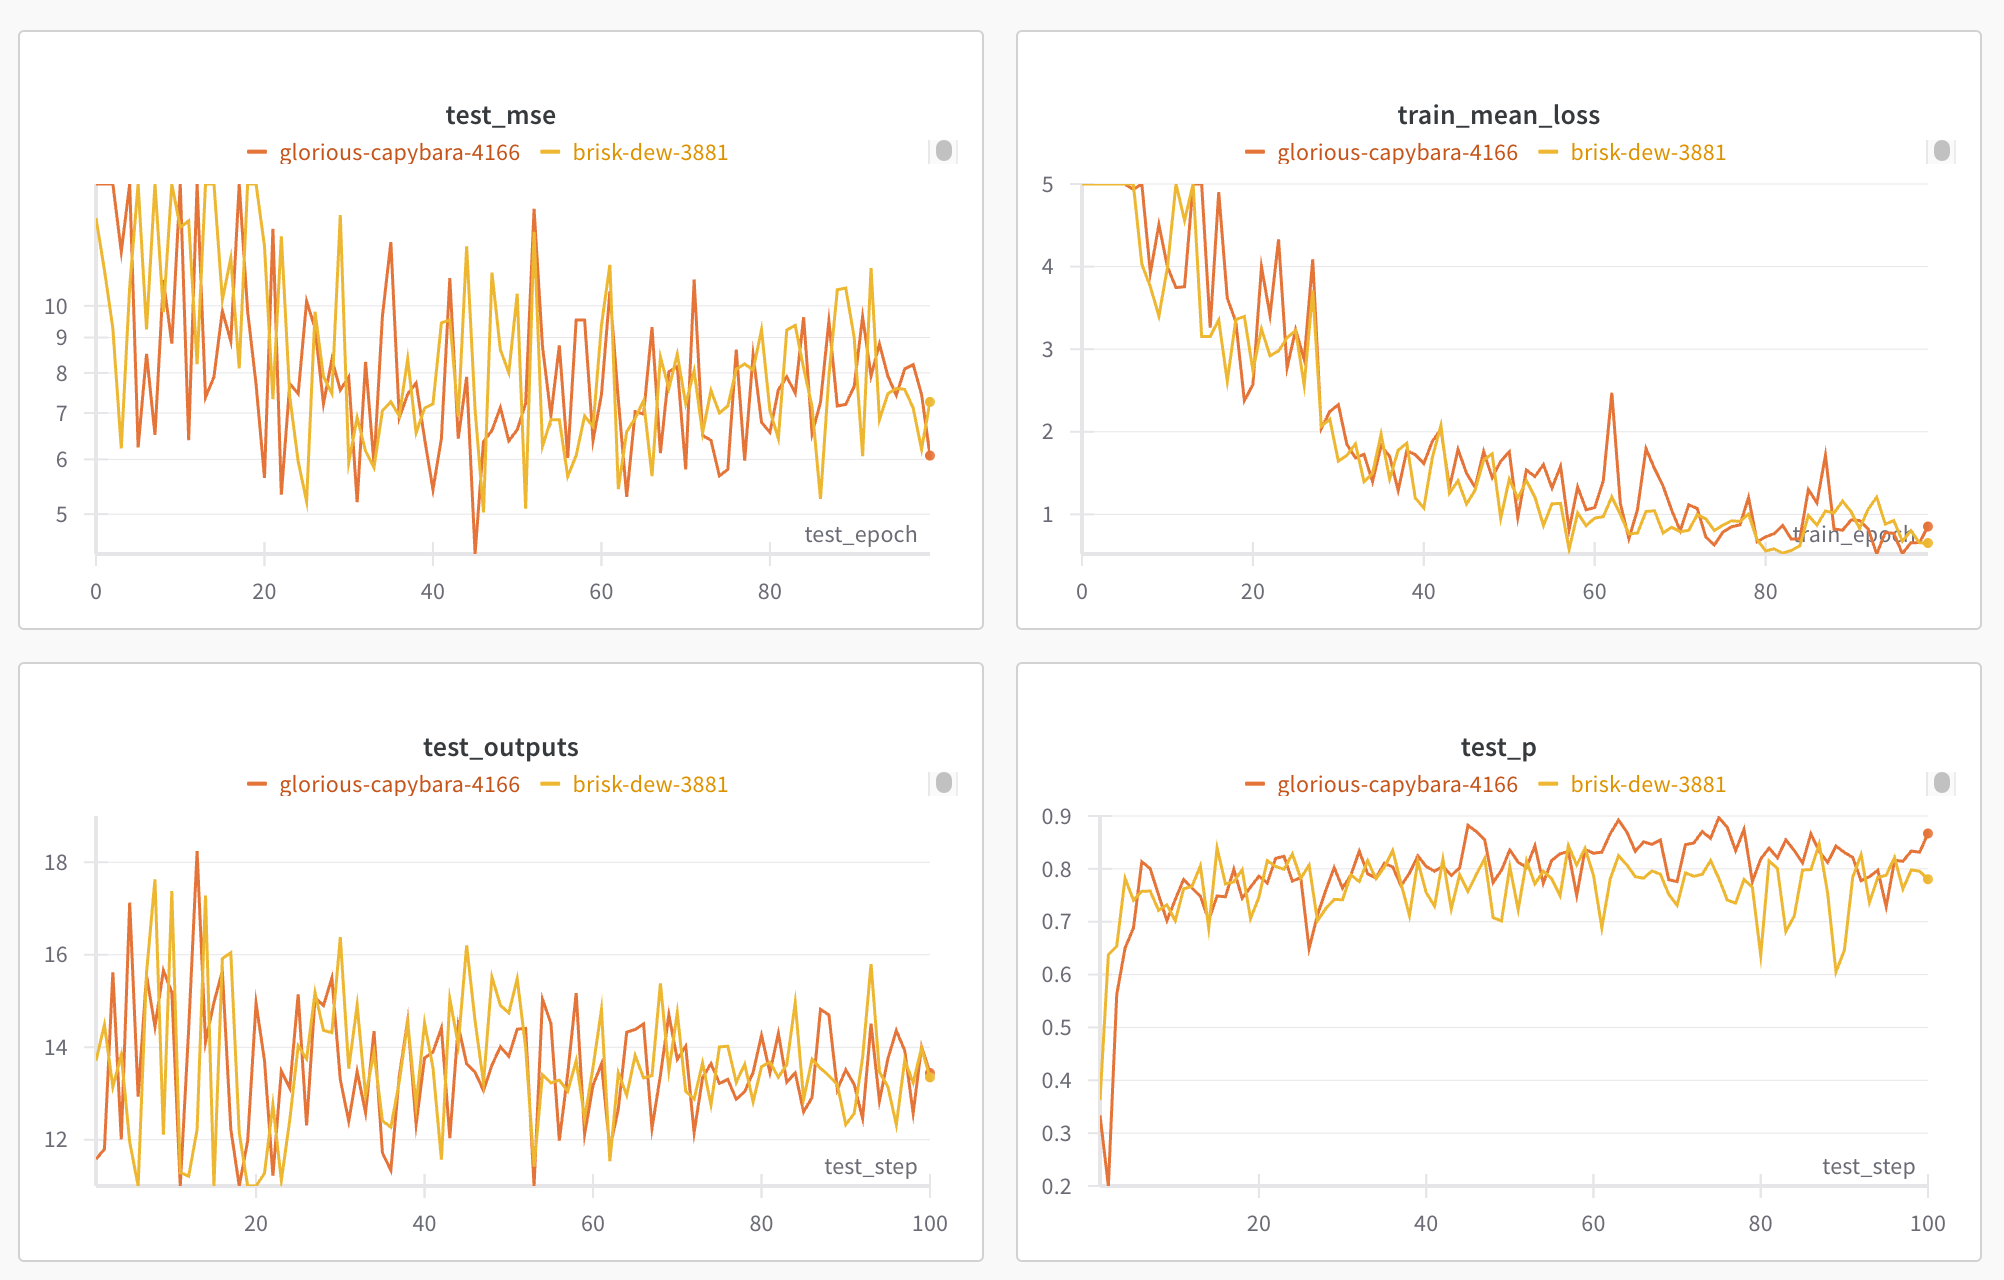 test_mse
glorious-capybara-4166 brisk-dew-3881
10
9
8
7
6
5
test_epoch
0 20 40 60 80
train_mean_loss
glorious-capybara-4166 brisk-dew-3881
5
4
3
2
1
train_epoch
0 20 40 60 80
test_outputs
glorious-capybara-4166 brisk-dew-3881
18
16
14
12
test_step
20 40 60 80 100
test_p
glorious-capybara-4166 brisk-dew-3881
0.9
0.8
0.7
0.6
0.5
0.4
0.3
0.2
test_step
20 40 60 80 100